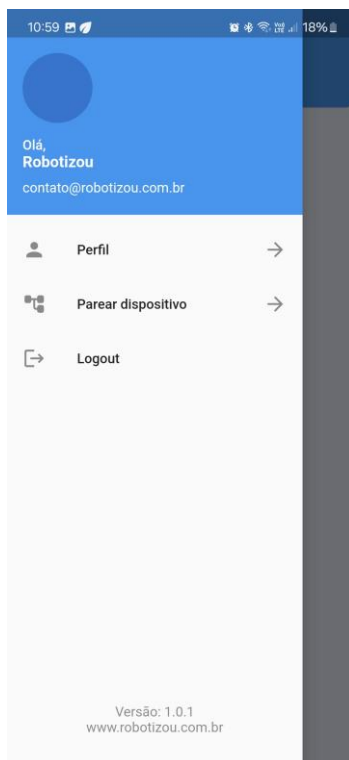 10:59 18%
Olá,
Robotizou
contato@robotizou.com.br
Perfil
Parear dispositivo
Logout
Versão: 1.0.1
www.robotizou.com.br